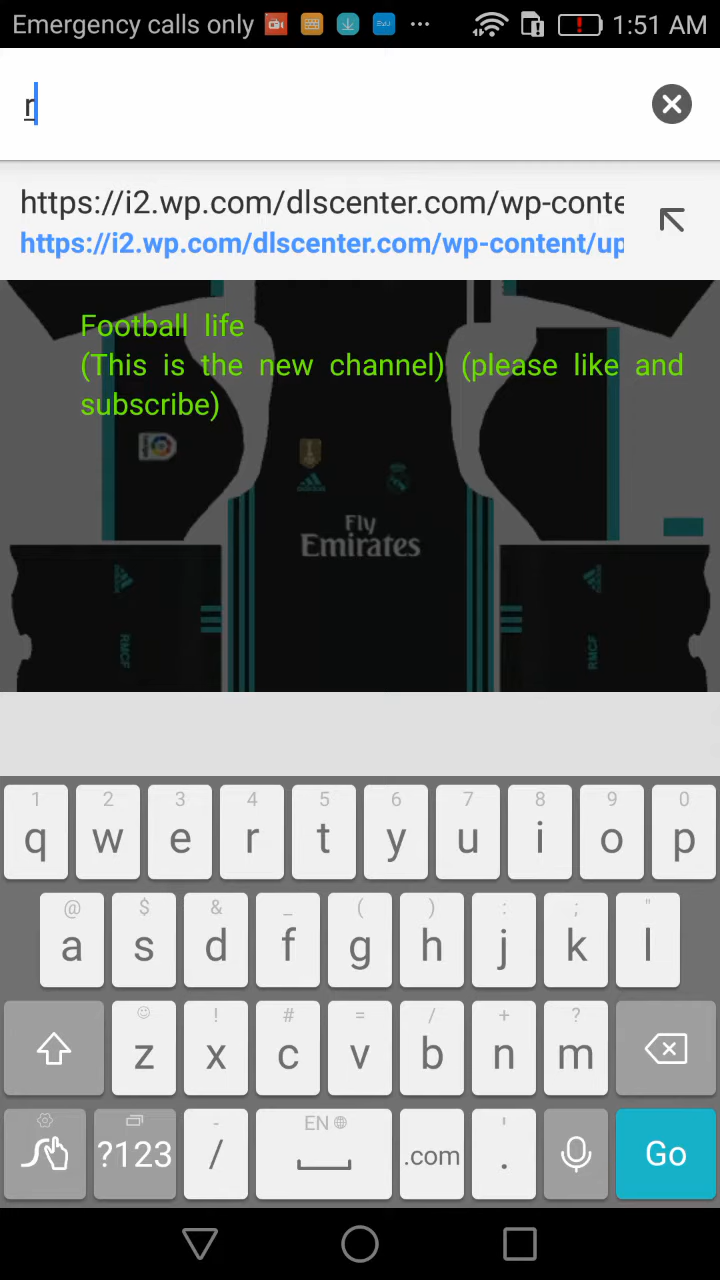 Emergency calls only ... 1:51 AM
r
https://i2.wp.com/dlscenter.com/wp-conte
https://i2.wp.com/dlscenter.com/wp-content/up
Football life
(This is the new channel) (please like and
subscribe)
adidas
Fly
Emirates
RMCF RMCF
1 2 3 4 5 6 7 8 9 0
q w e r t y u i o p
@ $ & _ ( ) : ; "
a s d f g h j k l
! # = / + ?
z x c v b n m
- EN '
?123 / .com . Go